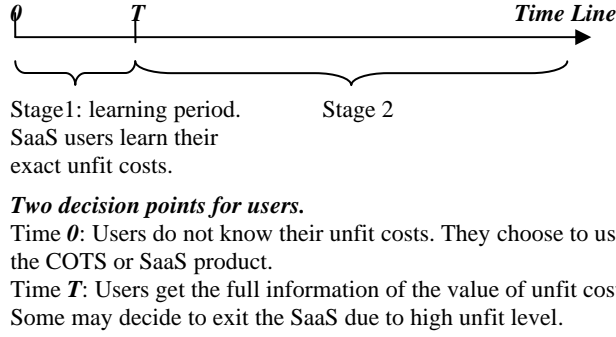 0 T Time Line
Stage1: learning period. Stage 2
SaaS users learn their
exact unfit costs.
Two decision points for users.
Time 0: Users do not know their unfit costs. They choose to us
the COTS or SaaS product.
Time T: Users get the full information of the value of unfit cos
Some may decide to exit the SaaS due to high unfit level.